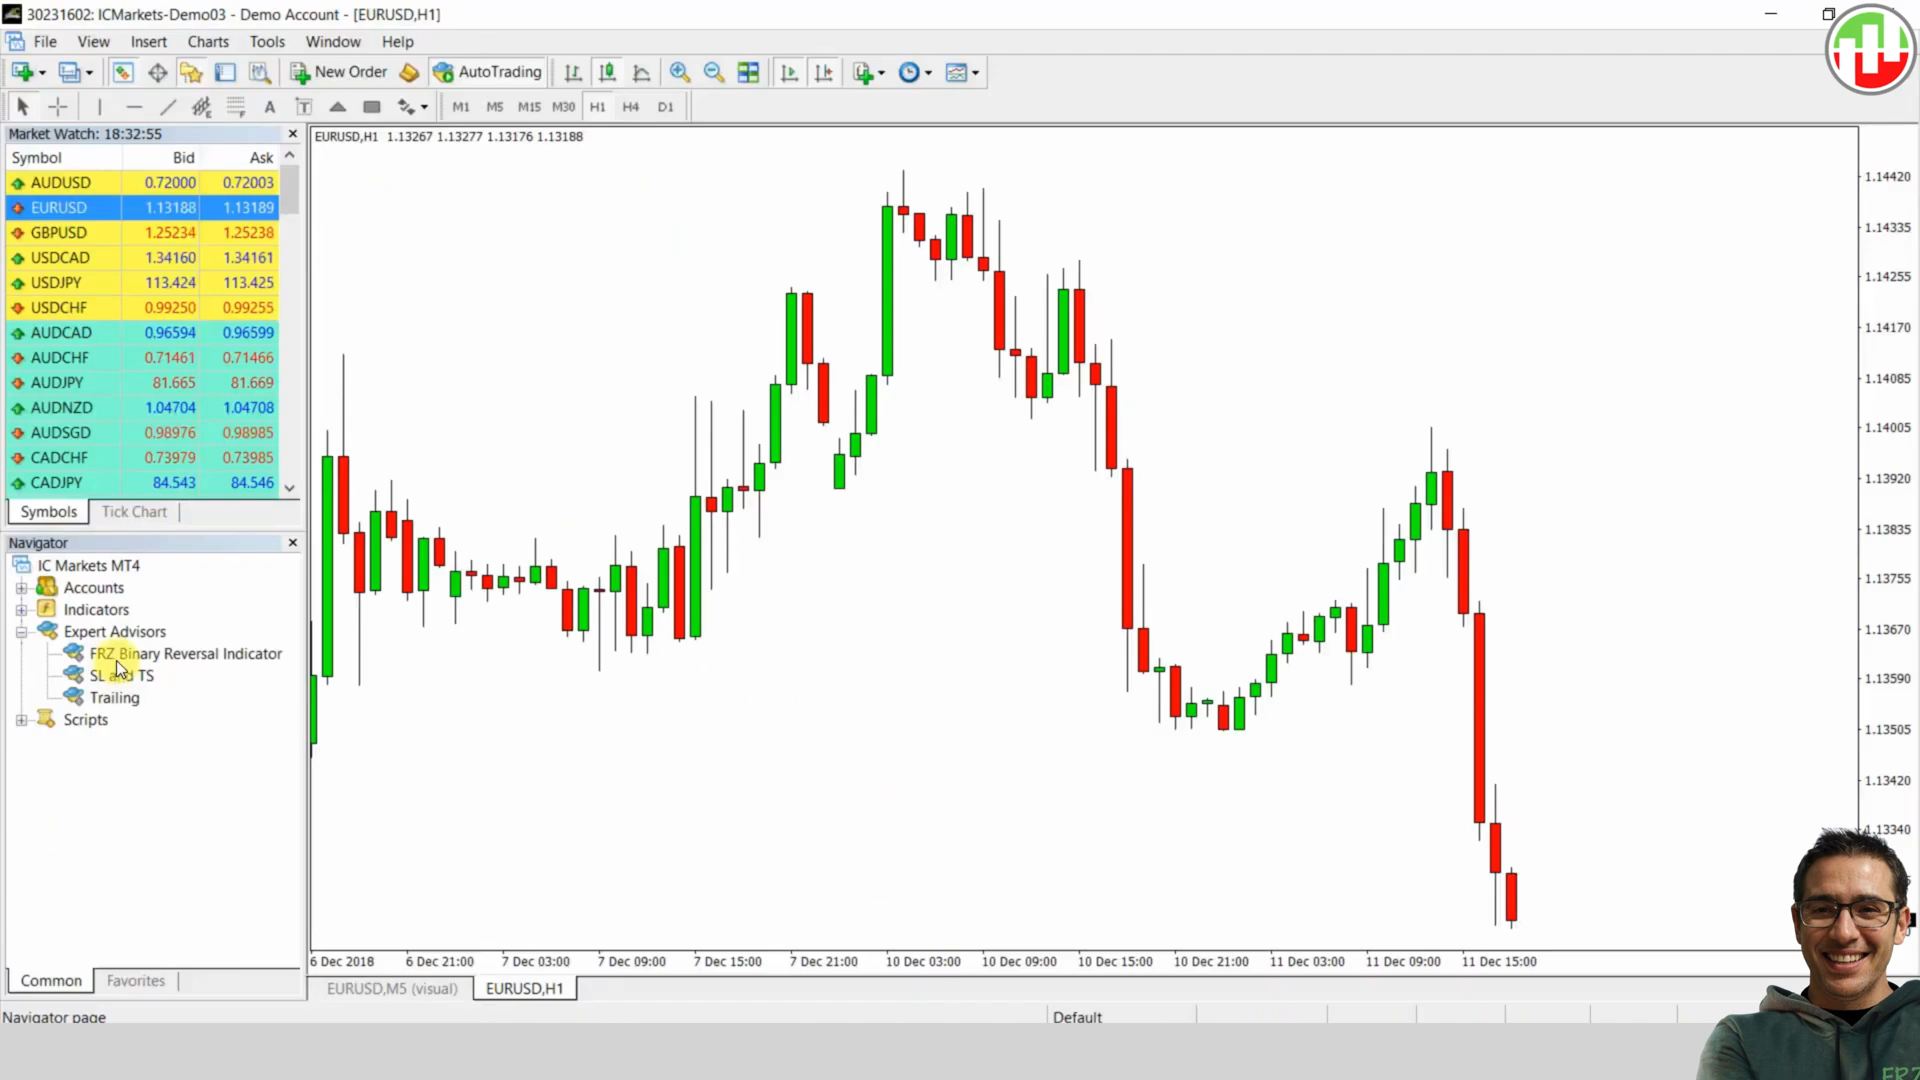 30231602: ICMarkets-Demo03 - Demo Account - [EURUSD,H1]
File View Insert Charts Tools Window Help
New Order AutoTrading
A T M1 M5 M15 M30 H1 H4 D1
Market Watch: 18:32:55
Symbol Bid Ask
AUDUSD 0.72000 0.72003
EURUSD 1.13188 1.13189
GBPUSD 1.25234 1.25238
USDCAD 1.34160 1.34161
USDJPY 113.424 113.425
USDCHF 0.99250 0.99255
AUDCAD 0.96594 0.96599
AUDCHF 0.71461 0.71466
AUDJPY 81.665 81.669
AUDNZD 1.04704 1.04708
AUDSGD 0.98976 0.98985
CADCHF 0.73979 0.73985
CADJPY 84.543 84.546
Symbols Tick Chart
Navigator
IC Markets MT4
Accounts
Indicators
Expert Advisors
FRZ Binary Reversal Indicator
SL and TS
Trailing
Scripts
Common Favorites
EURUSD,H1 1.13267 1.13277 1.13176 1.13188
1.14420
1.14335
1.14255
1.14170
1.14085
1.14005
1.13920
1.13835
1.13755
1.13670
1.13590
1.13505
1.13420
1.13340
6 Dec 2018 6 Dec 21:00 7 Dec 03:00 7 Dec 09:00 7 Dec 15:00 7 Dec 21:00 10 Dec 03:00 10 Dec 09:00 10 Dec 15:00 10 Dec 21:00 11 Dec 03:00 11 Dec 09:00 11 Dec 15:00
EURUSD,M5 (visual) EURUSD,H1
Navigator page Default
FRZ